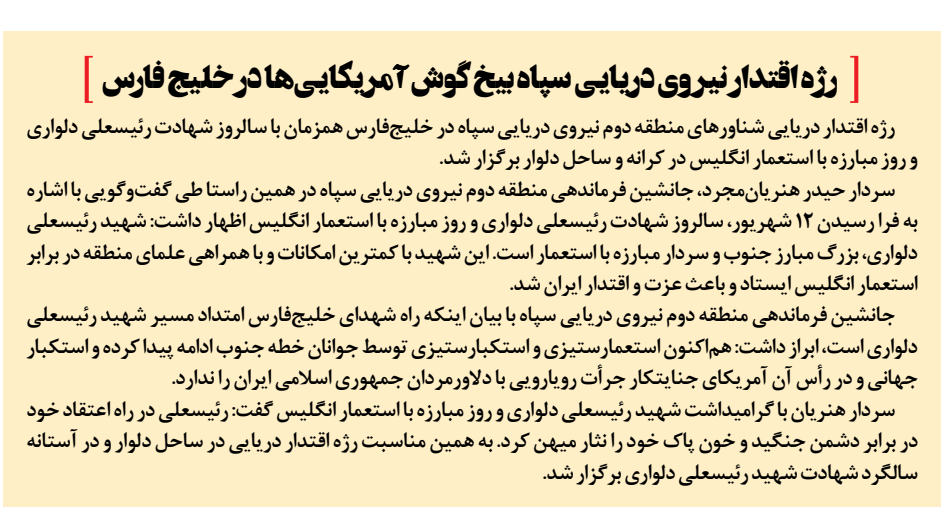 [ رژه اقتدار نیروی دریایی سپاه بیخ گوش آمریکایی‌ها در خلیج فارس ]
رژه اقتدار دریایی شناورهای منطقه دوم نیروی دریایی سپاه در خلیج‌فارس همزمان با سالروز شهادت رئیسعلی دلواری
و روز مبارزه با استعمار انگلیس در کرانه و ساحل دلوار برگزار شد.
سردار حیدر هنریان‌مجرد، جانشین فرماندهی منطقه دوم نیروی دریایی سپاه در همین راستا طی گفت‌وگویی با اشاره
به فرا رسیدن ۱۲ شهریور، سالروز شهادت رئیسعلی دلواری و روز مبارزه با استعمار انگلیس اظهار داشت: شهید رئیسعلی
دلواری، بزرگ مبارز جنوب و سردار مبارزه با استعمار است. این شهید با کمترین امکانات و با همراهی علمای منطقه در برابر
استعمار انگلیس ایستاد و باعث عزت و اقتدار ایران شد.
جانشین فرماندهی منطقه دوم نیروی دریایی سپاه با بیان اینکه راه شهدای خلیج‌فارس امتداد مسیر شهید رئیسعلی
دلواری است، ابراز داشت: هم‌اکنون استعمارستیزی و استکبارستیزی توسط جوانان خطه جنوب ادامه پیدا کرده و استکبار
جهانی و در رأس آن آمریکای جنایتکار جرأت رویارویی با دلاورمردان جمهوری اسلامی ایران را ندارد.
سردار هنریان با گرامیداشت شهید رئیسعلی دلواری و روز مبارزه با استعمار انگلیس گفت: رئیسعلی در راه اعتقاد خود
در برابر دشمن جنگید و خون پاک خود را نثار میهن کرد. به همین مناسبت رژه اقتدار دریایی در ساحل دلوار و در آستانه
سالگرد شهادت شهید رئیسعلی دلواری برگزار شد.